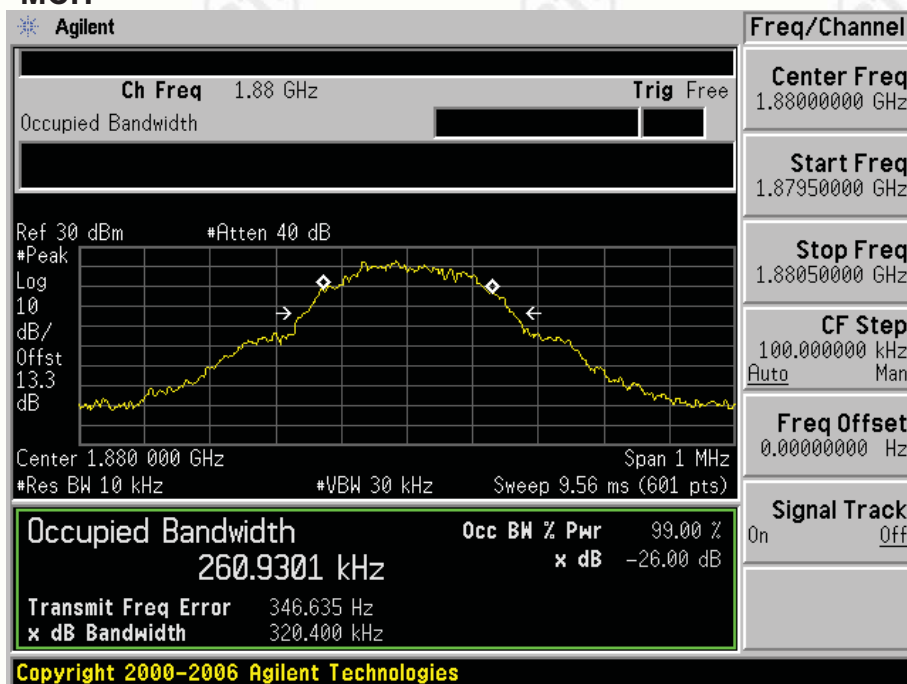 Agilent
Freq/Channel
Ch Freq 1.88 GHz Trig Free
Occupied Bandwidth
Center Freq
1.88000000 GHz
Start Freq
1.87950000 GHz
Stop Freq
1.88050000 GHz
CF Step
100.000000 kHz
Auto Man
Freq Offset
0.00000000 Hz
Signal Track
On Off
Ref 30 dBm #Atten 40 dB
#Peak
Log
10
dB/
Offst
13.3
dB
Center 1.880 000 GHz Span 1 MHz
#Res BW 10 kHz #VBW 30 kHz Sweep 9.56 ms (601 pts)
Occupied Bandwidth
260.9301 kHz
Occ BW % Pwr 99.00 %
x dB -26.00 dB
Transmit Freq Error 346.635 Hz
x dB Bandwidth 320.400 kHz
Copyright 2000-2006 Agilent Technologies